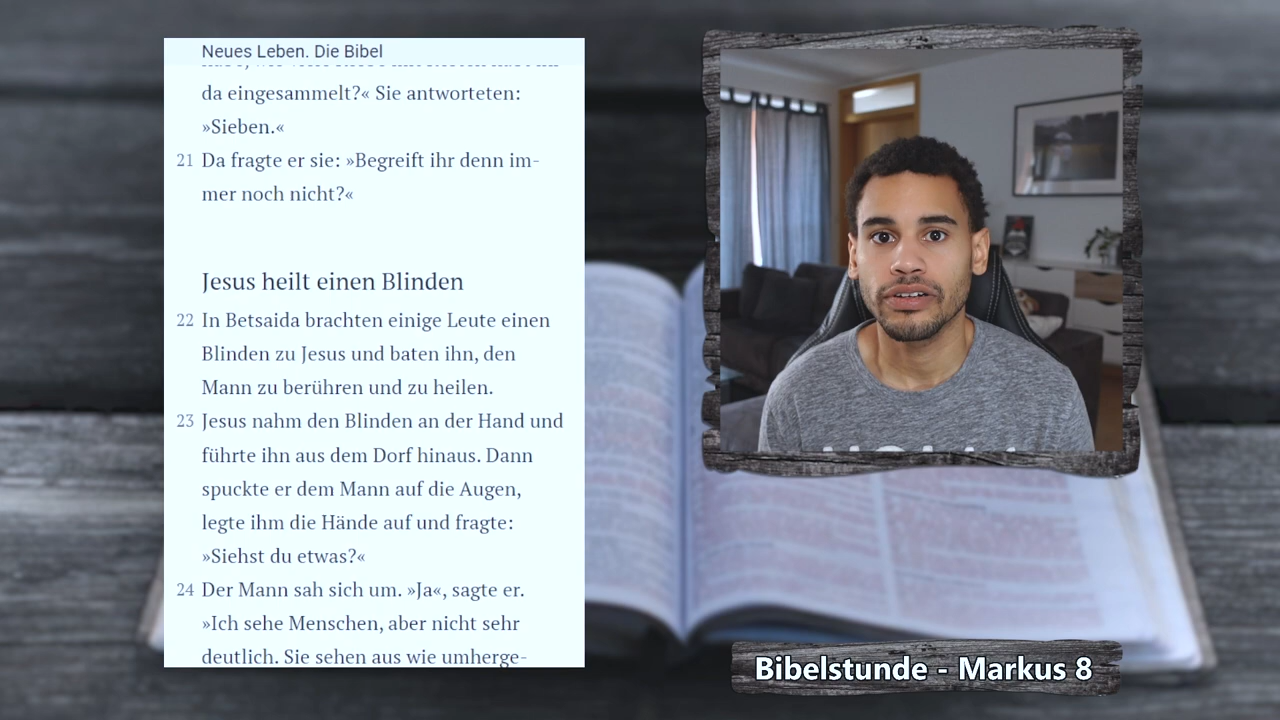 Neues Leben. Die Bibel
da eingesammelt?« Sie antworteten:
»Sieben.«
21 Da fragte er sie: »Begreift ihr denn im-
mer noch nicht?«
Jesus heilt einen Blinden
22 In Betsaida brachten einige Leute einen
Blinden zu Jesus und baten ihn, den
Mann zu berühren und zu heilen.
23 Jesus nahm den Blinden an der Hand und
führte ihn aus dem Dorf hinaus. Dann
spuckte er dem Mann auf die Augen,
legte ihm die Hände auf und fragte:
»Siehst du etwas?«
24 Der Mann sah sich um. »Ja«, sagte er.
»Ich sehe Menschen, aber nicht sehr
deutlich. Sie sehen aus wie umherge-
Bibelstunde - Markus 8